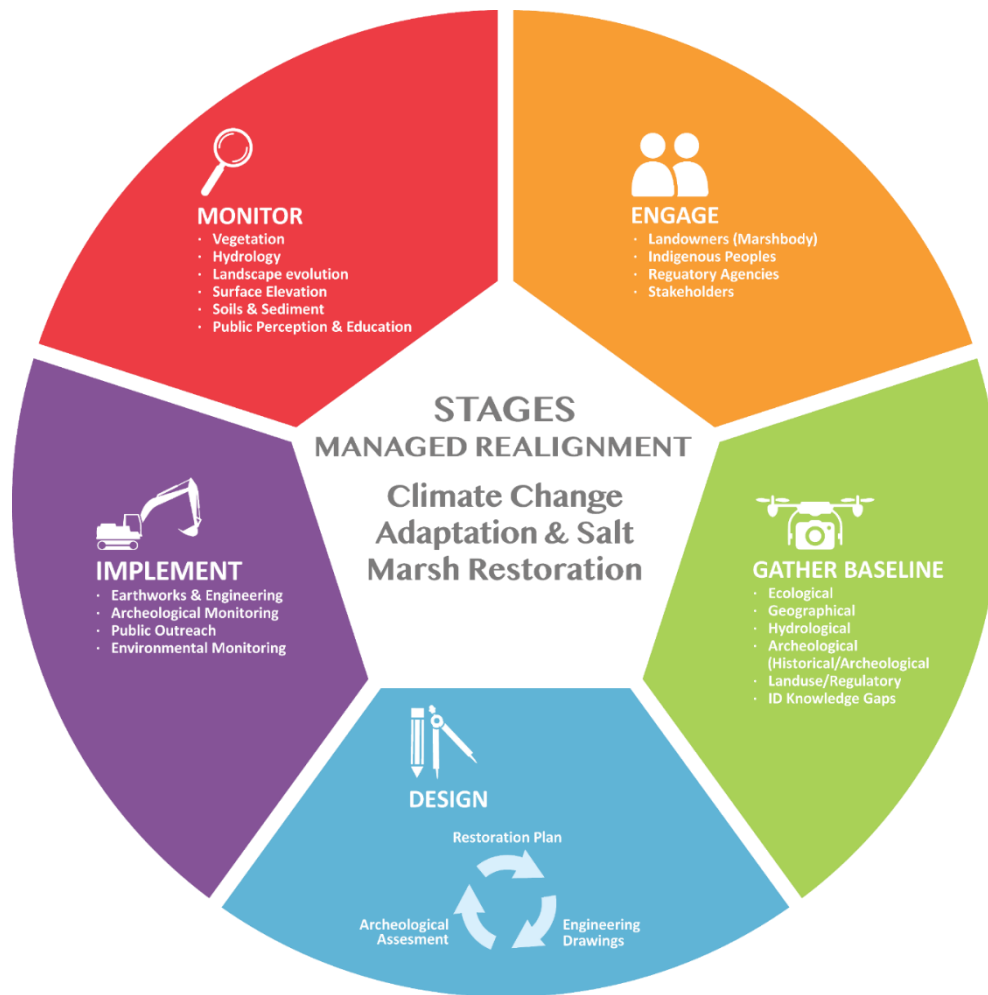 STAGES
MANAGED REALIGNMENT
Climate Change
Adaptation & Salt
Marsh Restoration
ENGAGE
· Landowners (Marshbody)
· Indigenous Peoples
· Reguatory Agencies
· Stakeholders
GATHER BASELINE
· Ecological
· Geographical
· Hydrological
· Archeological
(Historical/Archeological
· Landuse/Regulatory
· ID Knowledge Gaps
DESIGN
Restoration Plan
Engineering
Drawings
Archeological
Assesment
IMPLEMENT
· Earthworks & Engineering
· Archeological Monitoring
· Public Outreach
· Environmental Monitoring
MONITOR
· Vegetation
· Hydrology
· Landscape evolution
· Surface Elevation
· Soils & Sediment
· Public Perception & Education